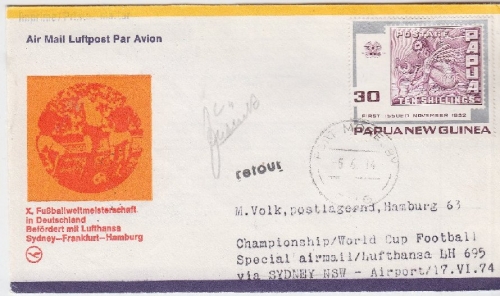 Air Mail Luftpost Par Avion
POSTAGE
PAPUA
TEN SHILLINGS
30
FIRST ISSUED NOVEMBER 1932
PAPUA NEW GUINEA
retour
X. Fußballweltmeisterschaft
in Deutschland
Befördert mit Lufthansa
Sydney-Frankfurt-Hamburg
M.Volk,postlagernd,Hamburg 63
Championship/World Cup Football
Special airmail/Lufthansa LH 695
via SYDNEY NSW - Airport/17.VI.74